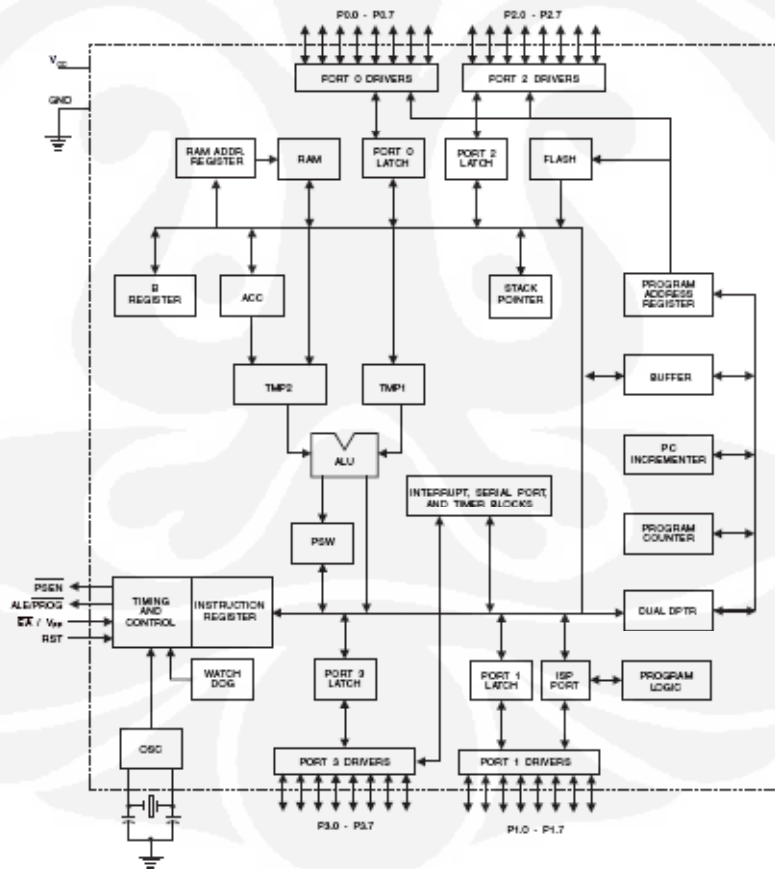 P0.0 - P0.7
P2.0 - P2.7
VCC
PORT 0 DRIVERS
PORT 2 DRIVERS
GND
RAM ADDR.
REGISTER
RAM
PORT 0
LATCH
PORT 2
LATCH
FLASH
B
REGISTER
ACC
STACK
POINTER
PROGRAM
ADDRESS
REGISTER
TMP2
TMP1
BUFFER
ALU
PC
INCREMENTER
INTERRUPT, SERIAL PORT,
AND TIMER BLOCKS
PSW
PROGRAM
COUNTER
PSEN
ALE/PROG
EA / VPP
RST
TIMING
AND
CONTROL
INSTRUCTION
REGISTER
DUAL DPTR
WATCH
DOG
PORT 3
LATCH
PORT 1
LATCH
ISP
PORT
PROGRAM
LOGIC
OSC
PORT 3 DRIVERS
PORT 1 DRIVERS
P3.0 - P3.7
P1.0 - P1.7